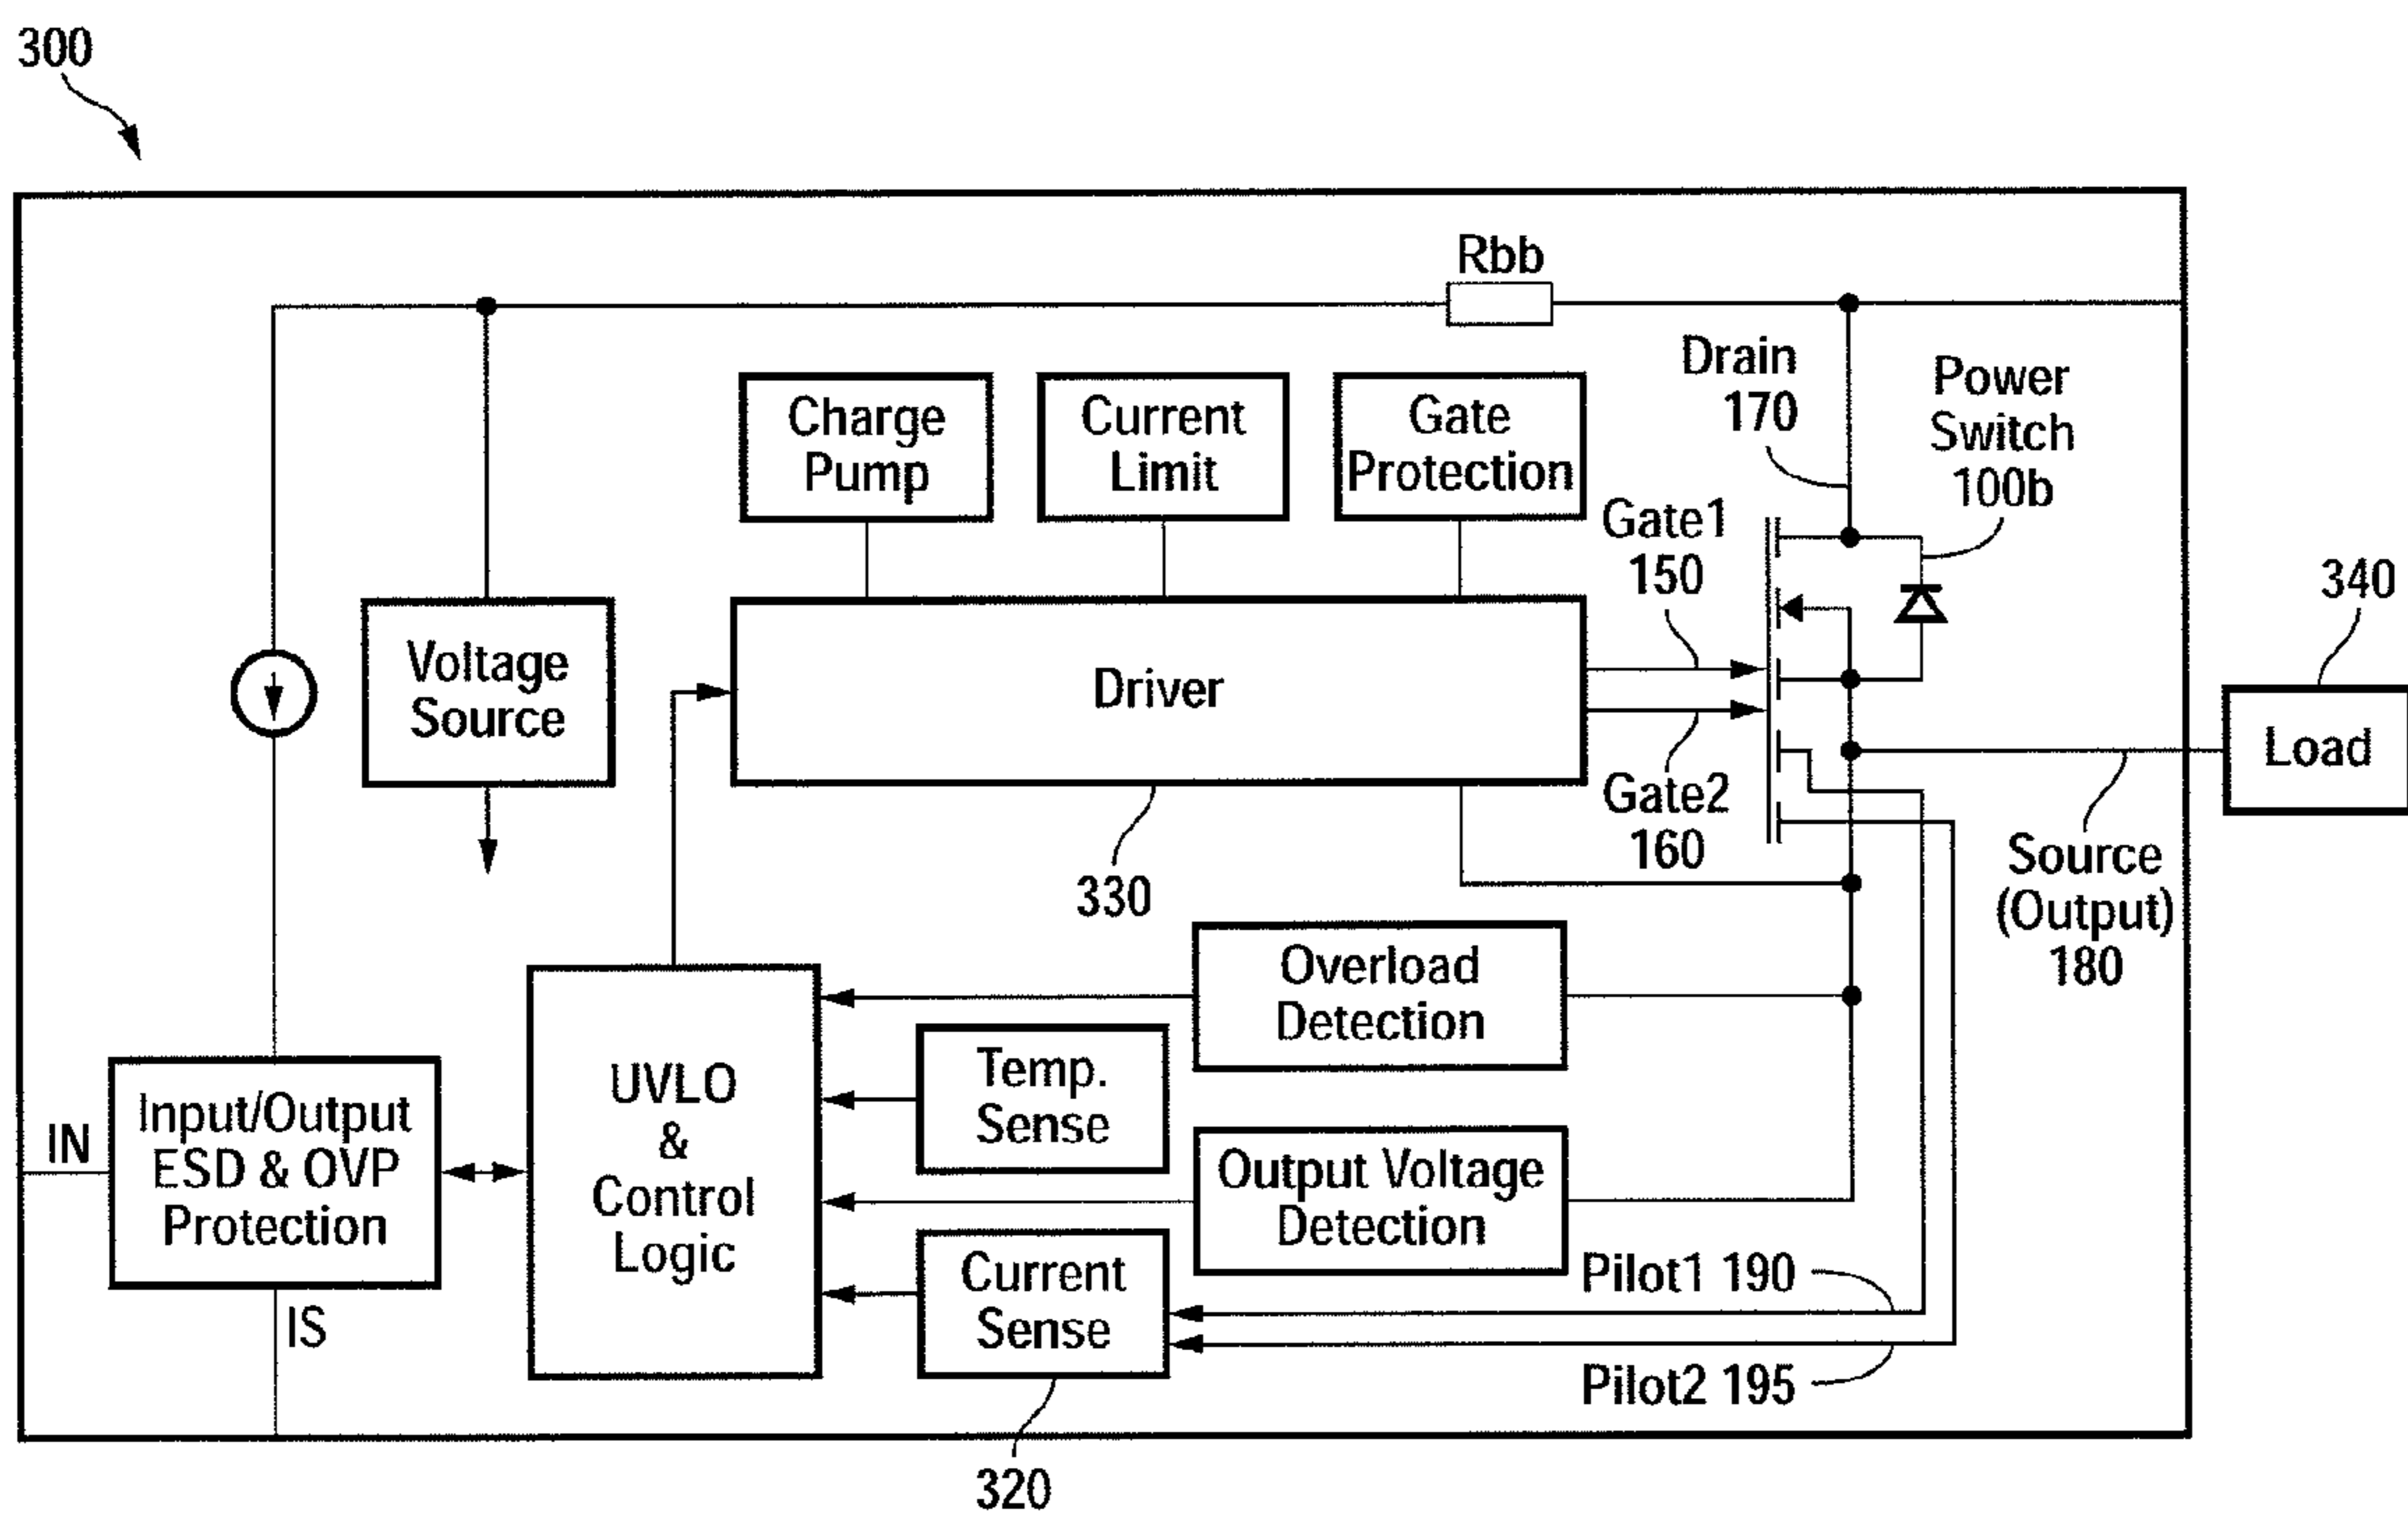 300
Rbb
Drain
170
Power
Switch
100b
Charge
Pump
Current
Limit
Gate
Protection
Gate1
150
340
Voltage
Source
Driver
Load
Gate2
160
330
Source
(Output)
180
Overload
Detection
Temp.
Sense
UVLO
&
Control
Logic
Input/Output
ESD & OVP
Protection
IN
Output Voltage
Detection
Current
Sense
Pilot1 190
IS
Pilot2 195
320